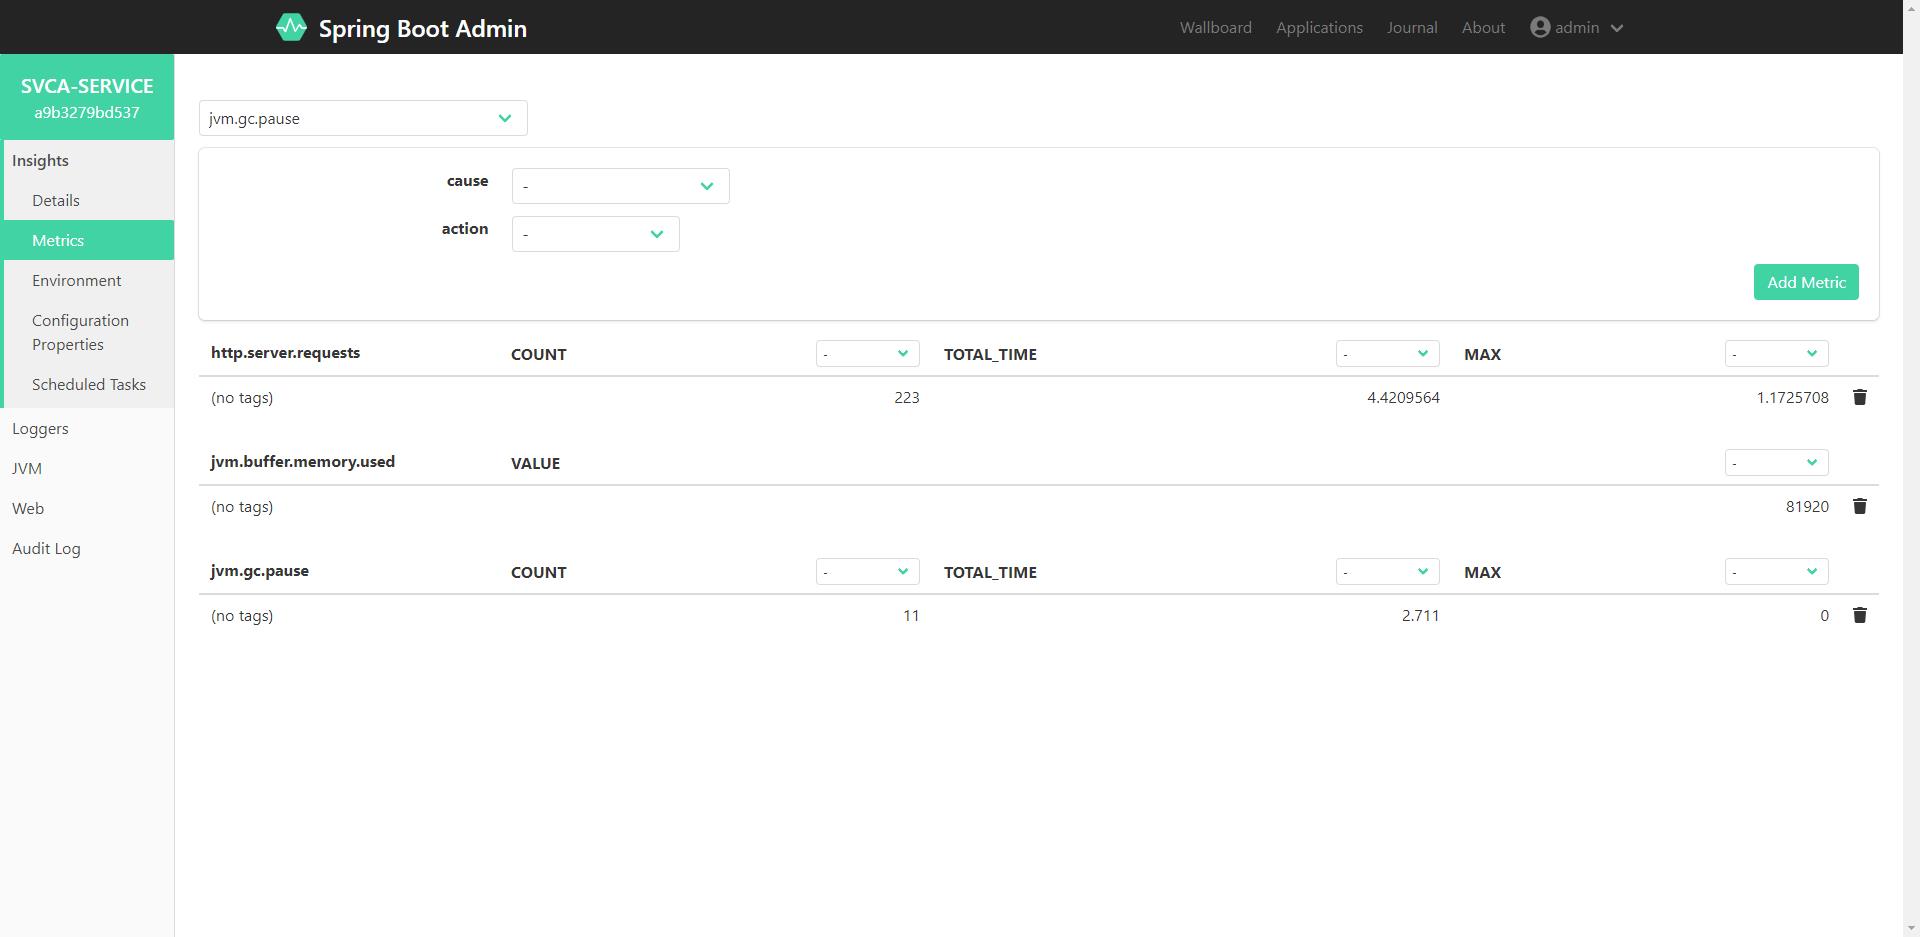 Spring Boot Admin
Wallboard Applications Journal About admin
SVCA-SERVICE
a9b3279bd537
Insights
Details
Metrics
Environment
Configuration
Properties
Scheduled Tasks
Loggers
JVM
Web
Audit Log
jvm.gc.pause
cause -
action -
Add Metric
http.server.requests COUNT - TOTAL_TIME - MAX -
(no tags) 223 4.4209564 1.1725708
jvm.buffer.memory.used VALUE -
(no tags) 81920
jvm.gc.pause COUNT - TOTAL_TIME - MAX -
(no tags) 11 2.711 0